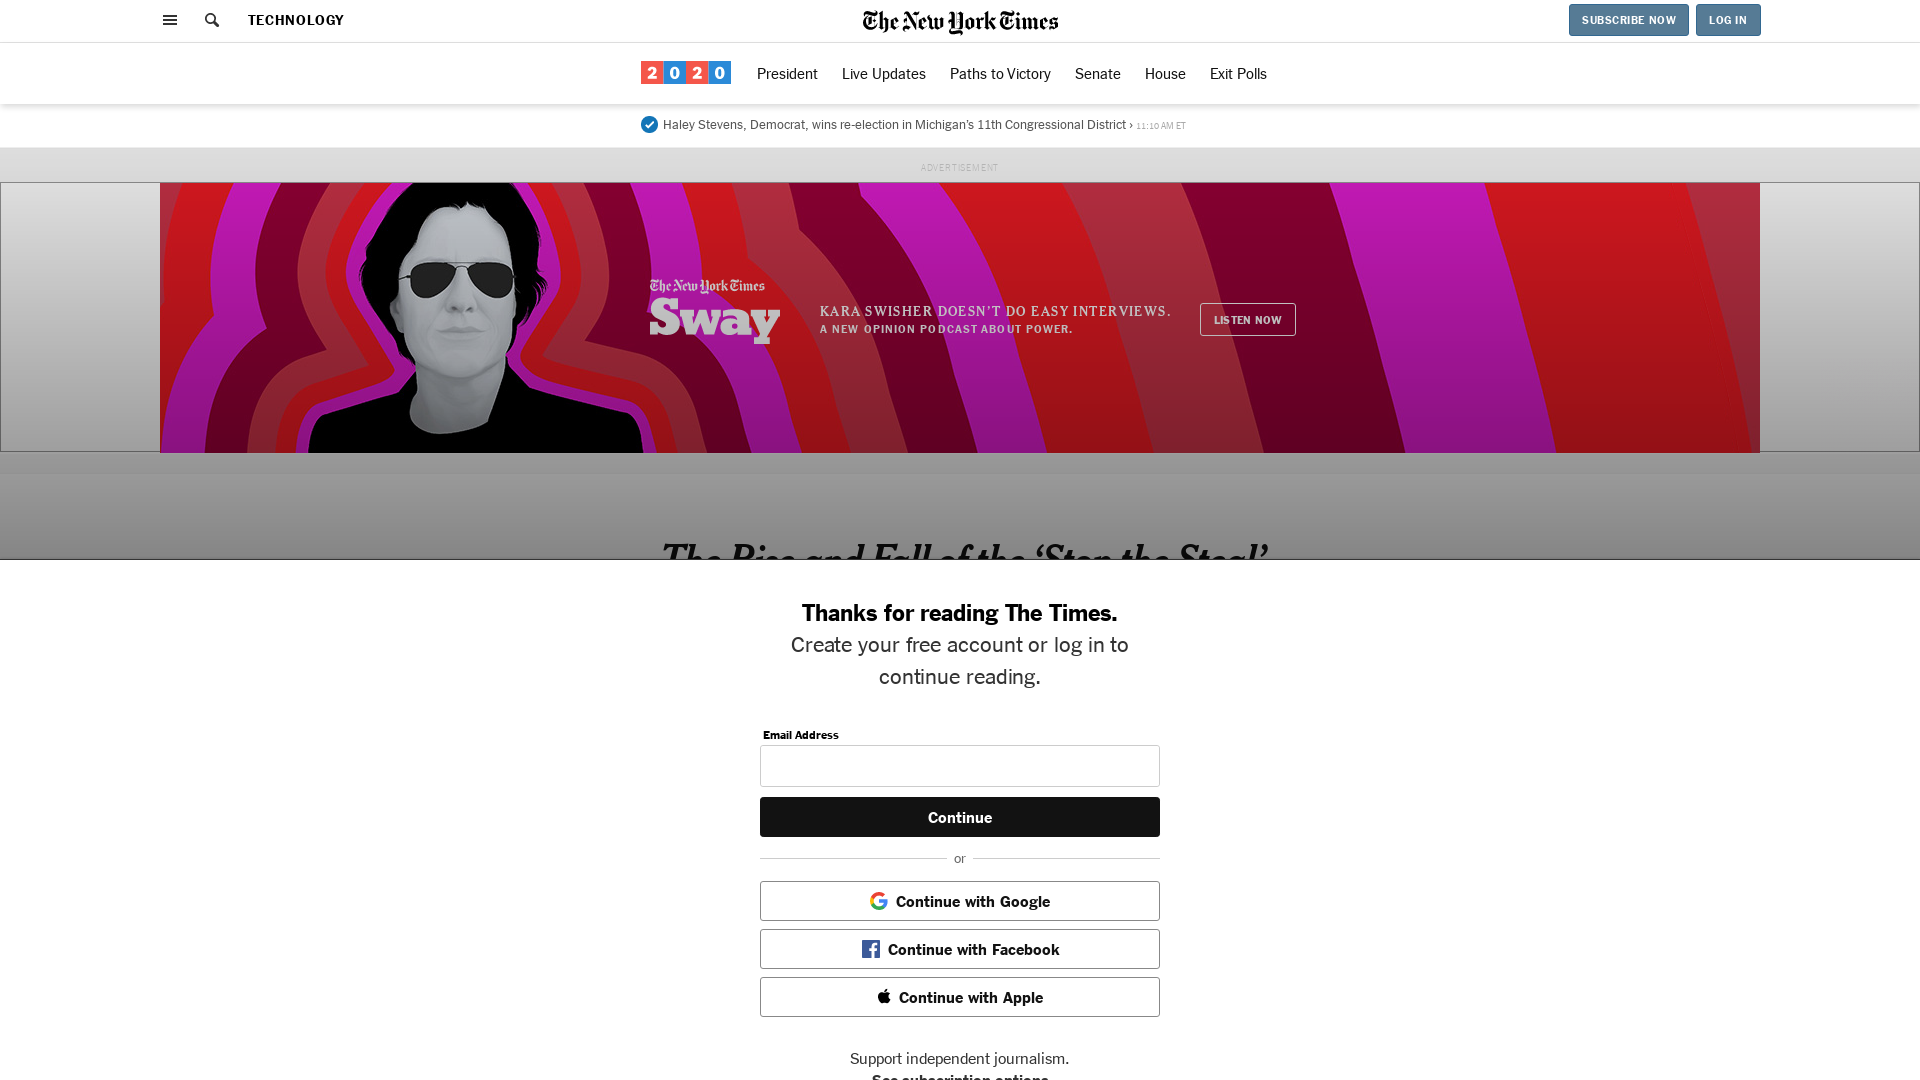 TECHNOLOGY
The New York Times
SUBSCRIBE NOW
LOG IN
2020
President
Live Updates
Paths to Victory
Senate
House
Exit Polls
Haley Stevens, Democrat, wins re-election in Michigan’s 11th Congressional District › 11:10 AM ET
ADVERTISEMENT
The New York Times
Sway
KARA SWISHER DOESN’T DO EASY INTERVIEWS.
A NEW OPINION PODCAST ABOUT POWER.
LISTEN NOW
The Rise and Fall of the ‘Stop the Steal’
Thanks for reading The Times.
Create your free account or log in to
continue reading.
Email Address
Continue
or
Continue with Google
Continue with Facebook
Continue with Apple
Support independent journalism.
See subscription options